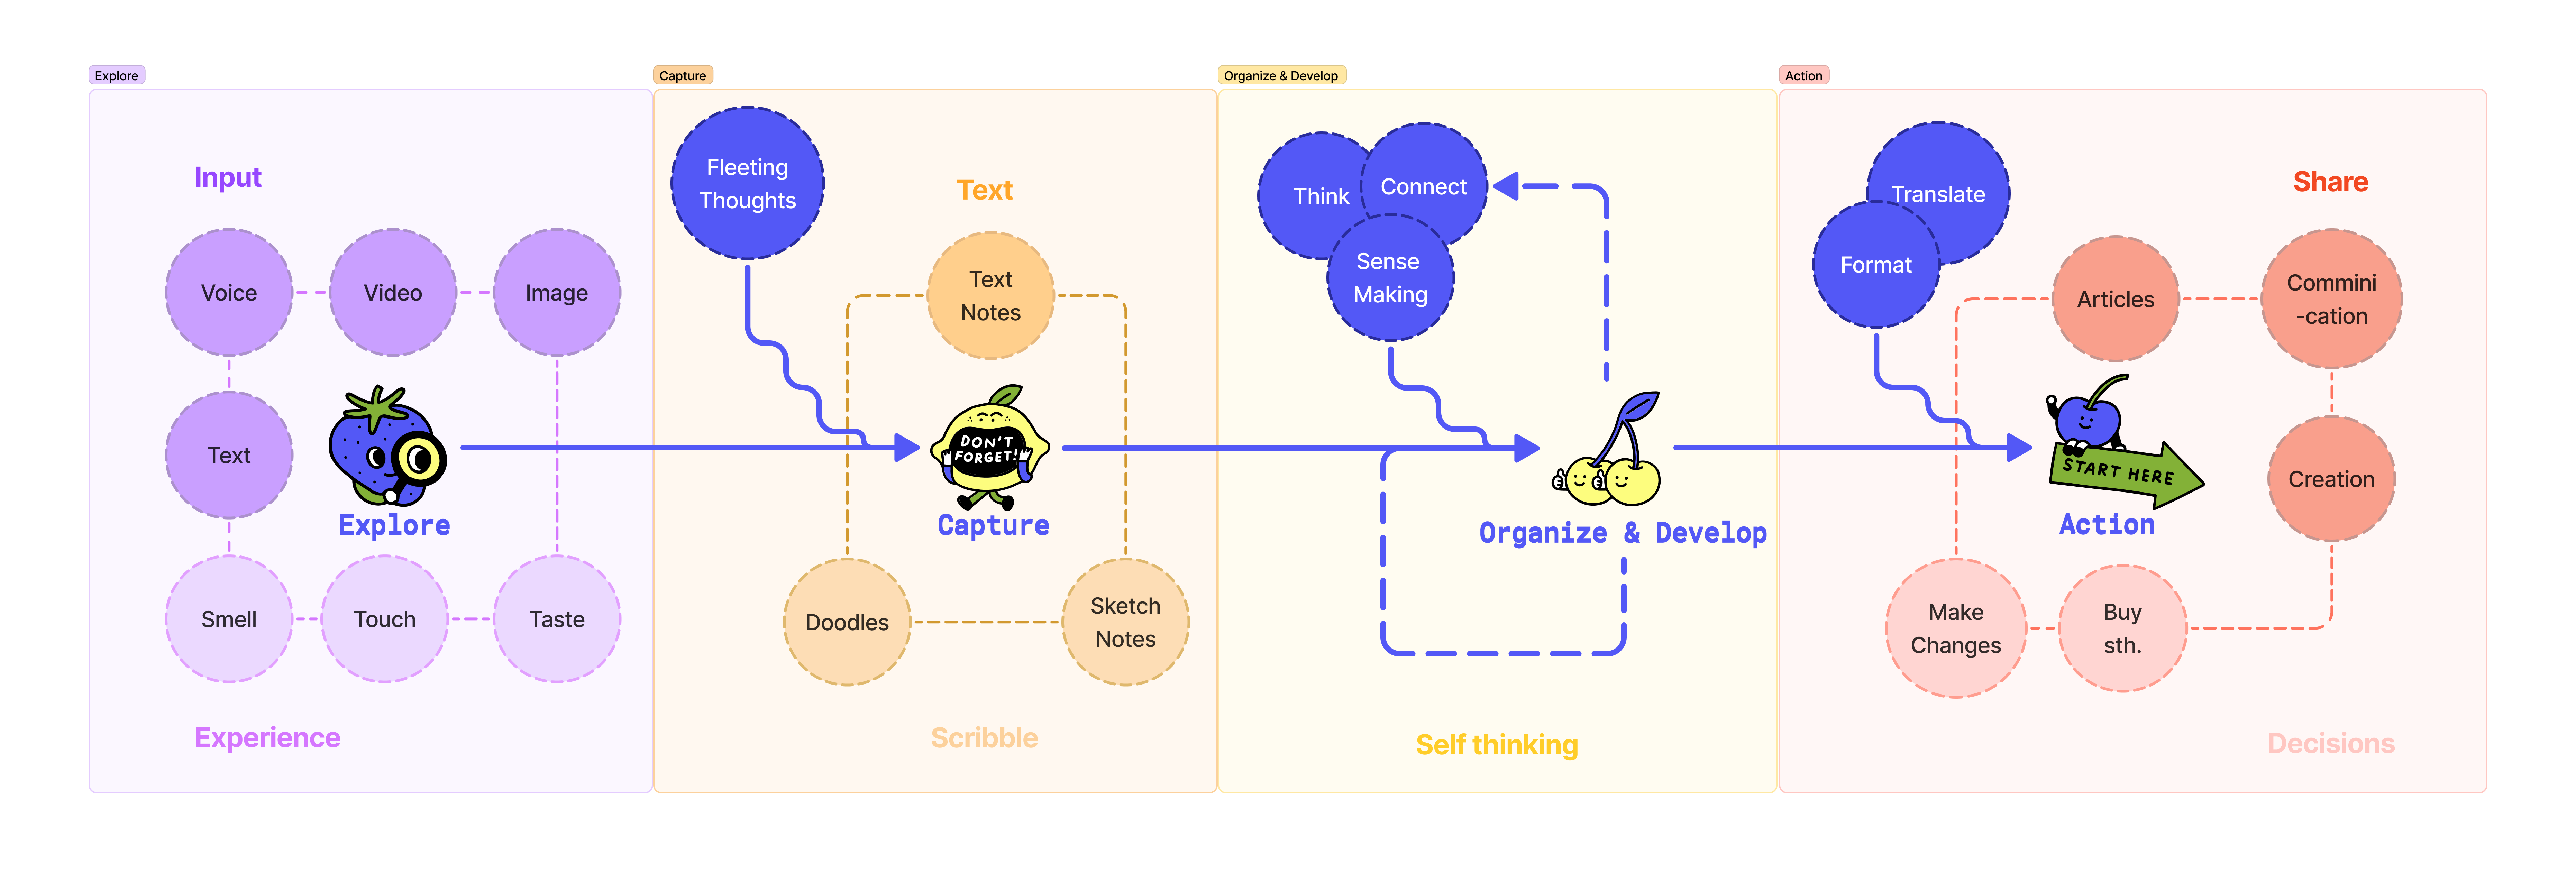 Explore
Input
Voice
Video
Image
Text
Explore
Smell
Touch
Taste
Experience
Capture
Fleeting
Thoughts
Text
Text
Notes
DON'T
FORGET!
Capture
Doodles
Sketch
Notes
Scribble
Organize & Develop
Think
Connect
Sense
Making
Organize & Develop
Self thinking
Action
Translate
Format
Share
Articles
Commini
-cation
START HERE
Action
Creation
Make
Changes
Buy
sth.
Decisions